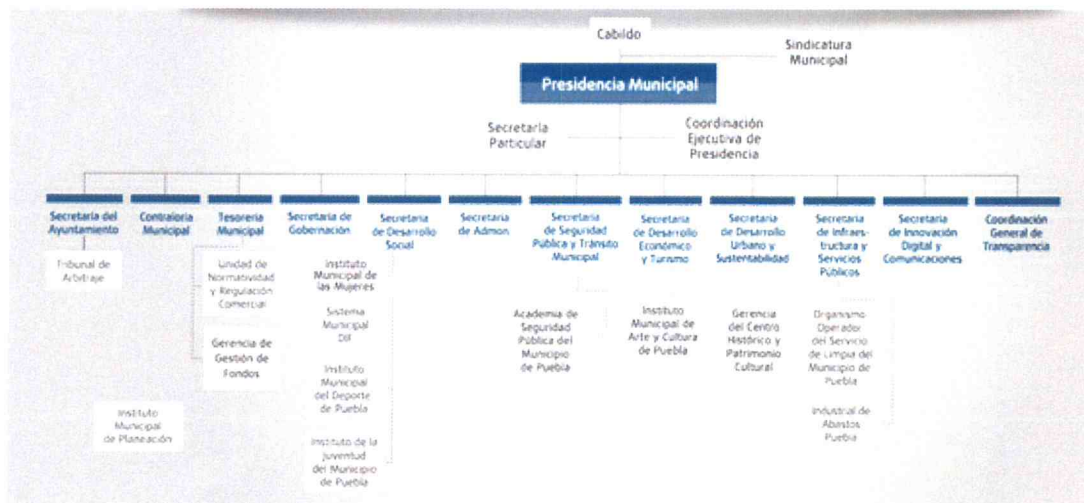 Cabildo
Sindicatura
Municipal
Presidencia Municipal
Secretaría
Particular
Coordinación
Ejecutiva de
Presidencia
Secretaría del
Ayuntamiento
Contraloría
Municipal
Tesorería
Municipal
Secretaría de
Gobernación
Secretaría
de Desarrollo
Social
Secretaría
de Admon
Secretaría
de Seguridad
Pública y Tránsito
Municipal
Secretaría
de Desarrollo
Económico
y Turismo
Secretaría
de Desarrollo
Urbano y
Sustentabilidad
Secretaría
de Infraes-
tructura y
Servicios
Públicos
Secretaría
de Innovación
Digital y
Comunicaciones
Coordinación
General de
Transparencia
Tribunal de
Arbitraje
Unidad de
Normatividad
y Regulación
Comercial
Gerencia de
Gestión de
Fondos
Instituto
Municipal
de Planeación
Instituto
Municipal de
las Mujeres
Sistema
Municipal
DIF
Instituto
Municipal
del Deporte
de Puebla
Instituto de la
Juventud
del Municipio de
Puebla
Academia de
Seguridad
Pública del
Municipio
de Puebla
Instituto
Municipal de
Arte y Cultura
de Puebla
Gerencia
del Centro
Histórico y
Patrimonio
Cultural
Organismo
Operador
del Servicio
de Limpia del
Municipio de
Puebla
Industrial de
Abastos
Puebla